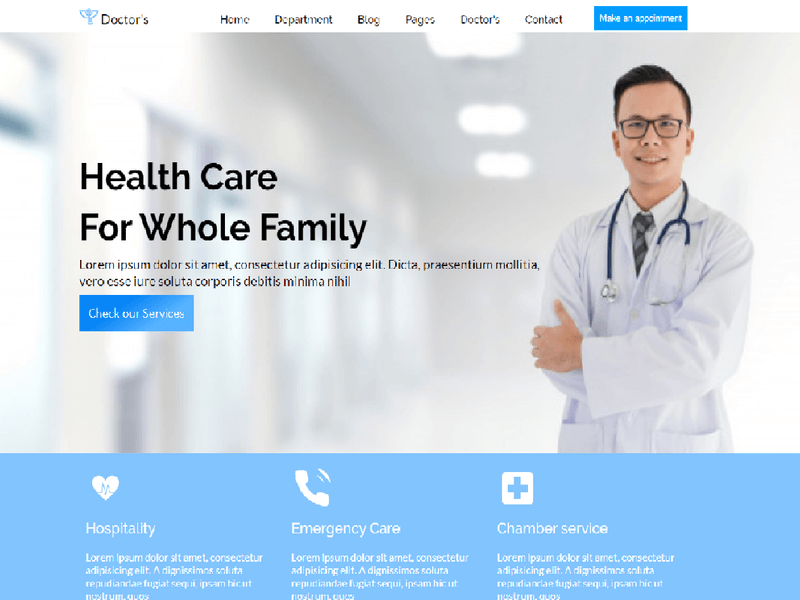 Doctor's
Home Department Blog Pages Doctor's Contact Make an appointment
Health Care
For Whole Family
Lorem ipsum dolor sit amet, consectetur adipisicing elit. Dicta, praesentium mollitia,
vero esse iure soluta corporis debitis minima nihil
Check our Services
Hospitality
Lorem ipsum dolor sit amet, consectetur
adipisicing elit. A dignissimos soluta
repudiandae fugiat sequi, ipsam hic ut
nostrum, quos
Emergency Care
Lorem ipsum dolor sit amet, consectetur
adipisicing elit. A dignissimos soluta
repudiandae fugiat sequi, ipsam hic ut
nostrum, quos
Chamber service
Lorem ipsum dolor sit amet, consectetur
adipisicing elit. A dignissimos soluta
repudiandae fugiat sequi, ipsam hic ut
nostrum, quos